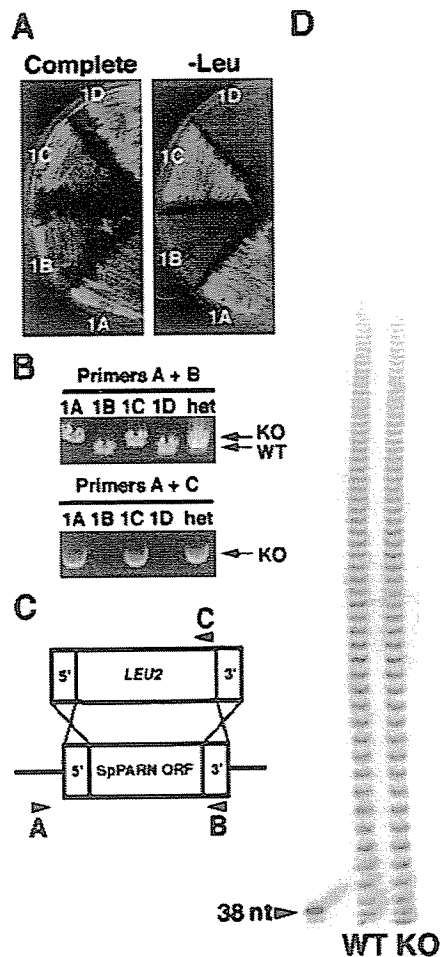 A
Complete
-Leu
1D
1C
1B
1A
1D
1C
1B
1A
B
Primers A + B
1A 1B 1C 1D het
KO
WT
Primers A + C
1A 1B 1C 1D het
KO
C
C
5' LEU2 3'
5' SpPARN ORF 3'
A
B
D
38 nt
WT KO